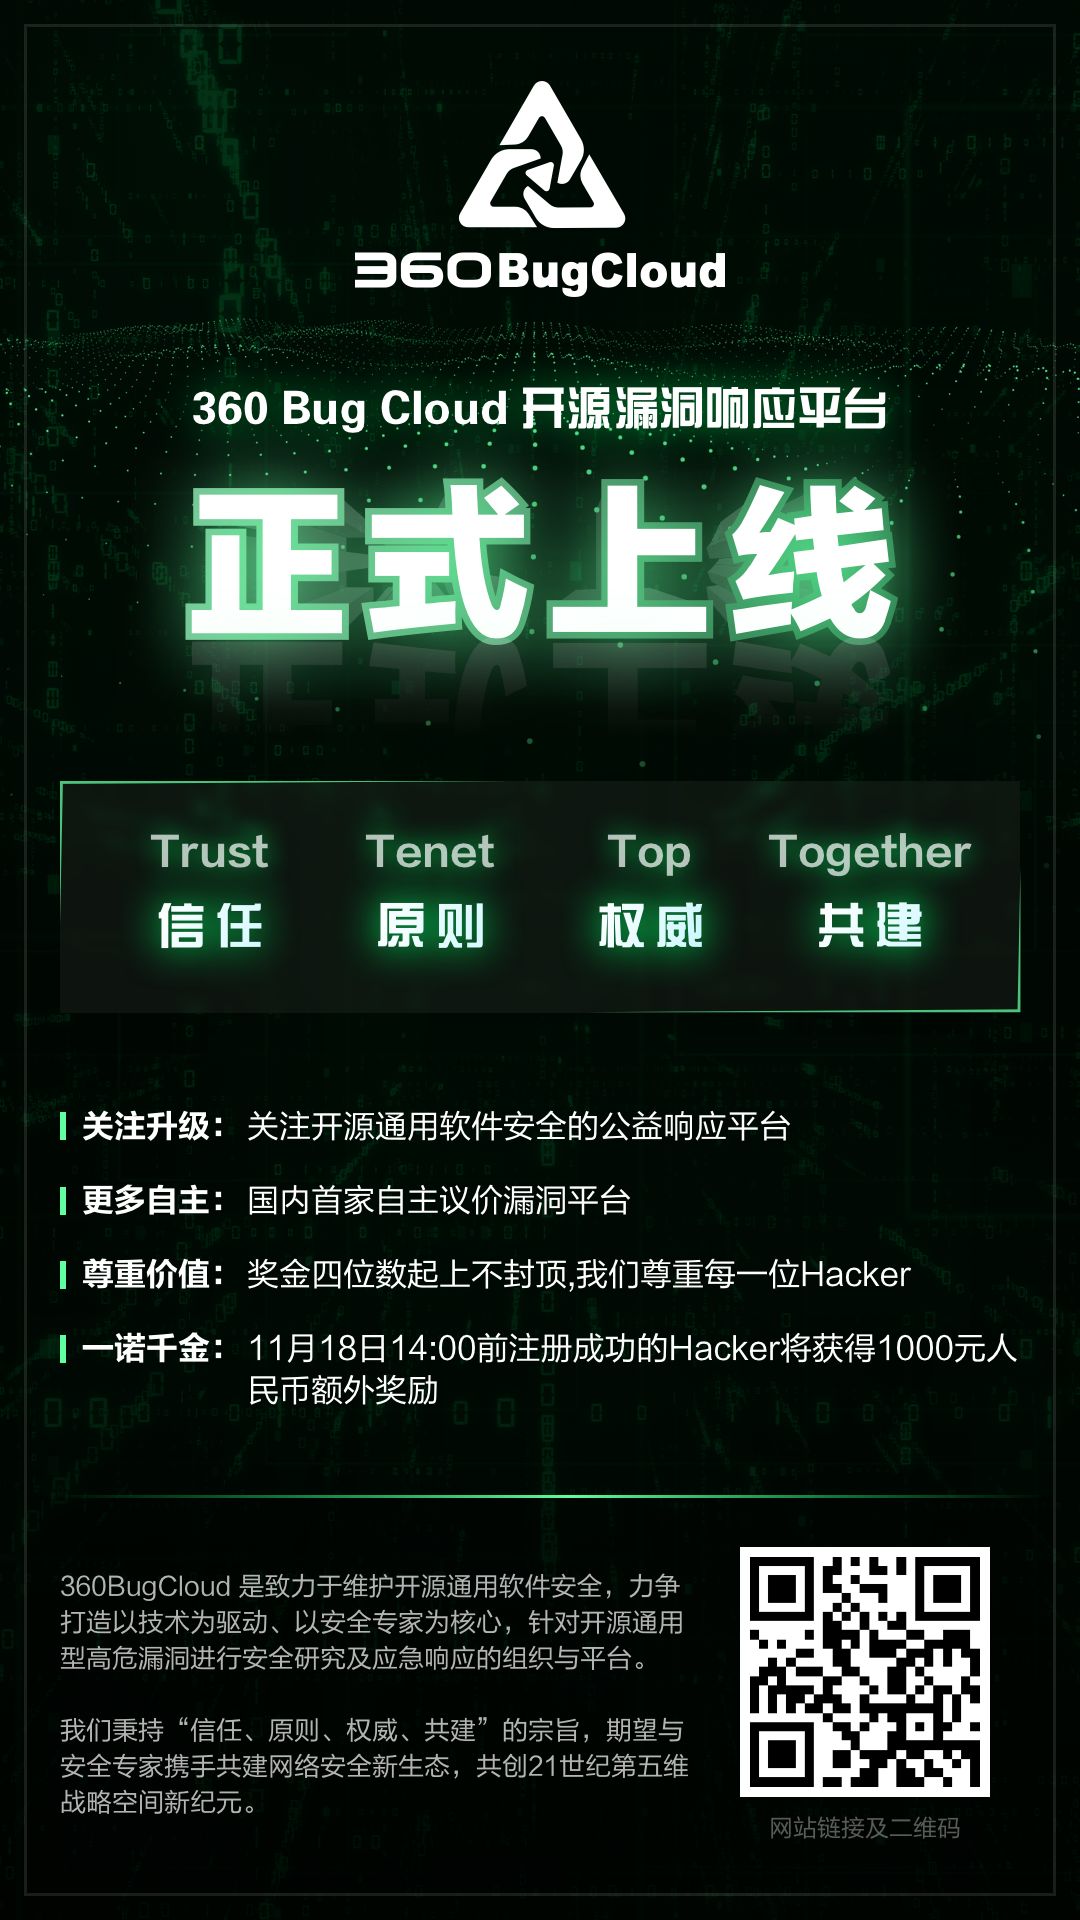 360BugCloud
360 Bug Cloud 开源漏洞响应平台
正式上线
Trust Tenet Top Together
信任 原则 权威 共建
关注升级： 关注开源通用软件安全的公益响应平台
更多自主： 国内首家自主议价漏洞平台
尊重价值： 奖金四位数起上不封顶,我们尊重每一位Hacker
一诺千金： 11月18日14:00前注册成功的Hacker将获得1000元人
民币额外奖励
360BugCloud 是致力于维护开源通用软件安全，力争
打造以技术为驱动、以安全专家为核心，针对开源通用
型高危漏洞进行安全研究及应急响应的组织与平台。
我们秉持“信任、原则、权威、共建”的宗旨，期望与
安全专家携手共建网络安全新生态，共创21世纪第五维
战略空间新纪元。
网站链接及二维码